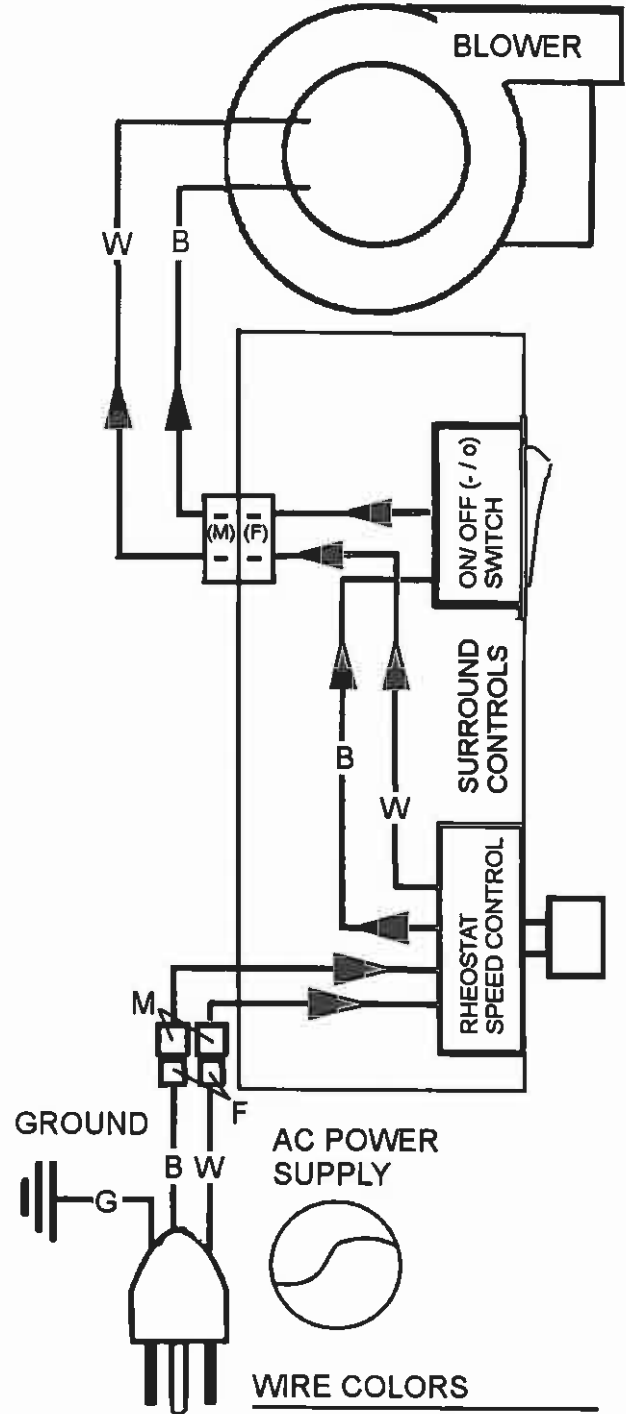 BLOWER
W
B
(M)
(F)
ON/ OFF (- / o)
SWITCH
SURROUND
CONTROLS
B
W
RHEOSTAT
SPEED CONTROL
M
F
GROUND
B
W
AC POWER
SUPPLY
G
WIRE COLORS